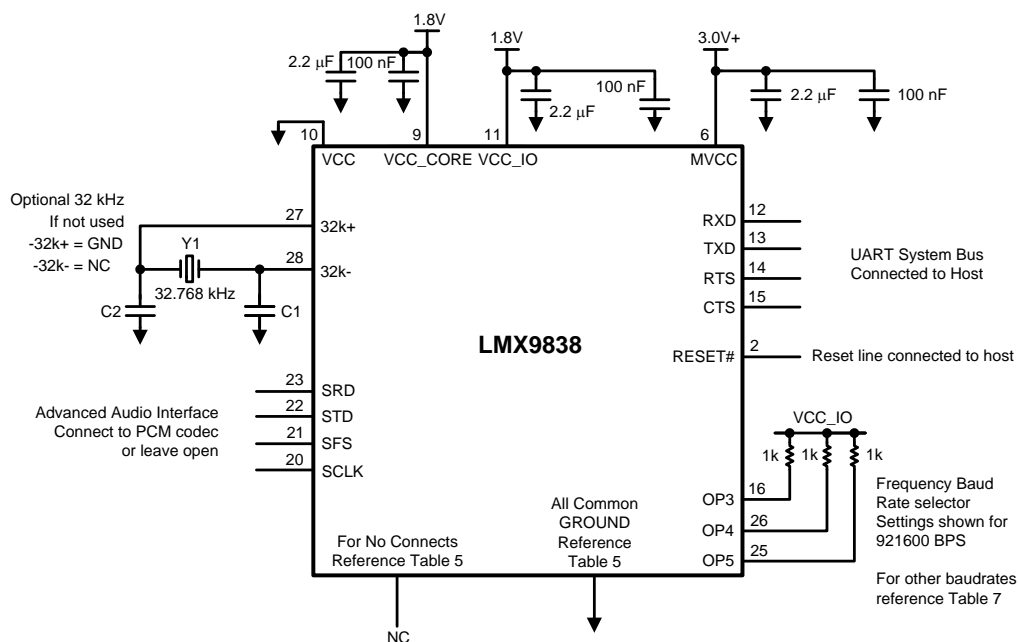 1.8V
1.8V
3.0V+
2.2 µF
100 nF
2.2 µF
100 nF
2.2 µF
100 nF
10
9
11
6
VCC
VCC_CORE
VCC_IO
MVCC
Optional 32 kHz
If not used
-32k+ = GND
-32k- = NC
27
32k+
Y1
28
32k-
32.768 kHz
C2
C1
RXD
12
TXD
13
RTS
14
CTS
15
UART System Bus
Connected to Host
LMX9838
RESET#
2
Reset line connected to host
23
SRD
22
STD
21
SFS
20
SCLK
Advanced Audio Interface
Connect to PCM codec
or leave open
VCC_IO
1k
1k
1k
OP3
16
OP4
26
OP5
25
Frequency Baud
Rate selector
Settings shown for
921600 BPS
For other baudrates
reference Table 7
For No Connects
Reference Table 5
All Common
GROUND
Reference
Table 5
NC